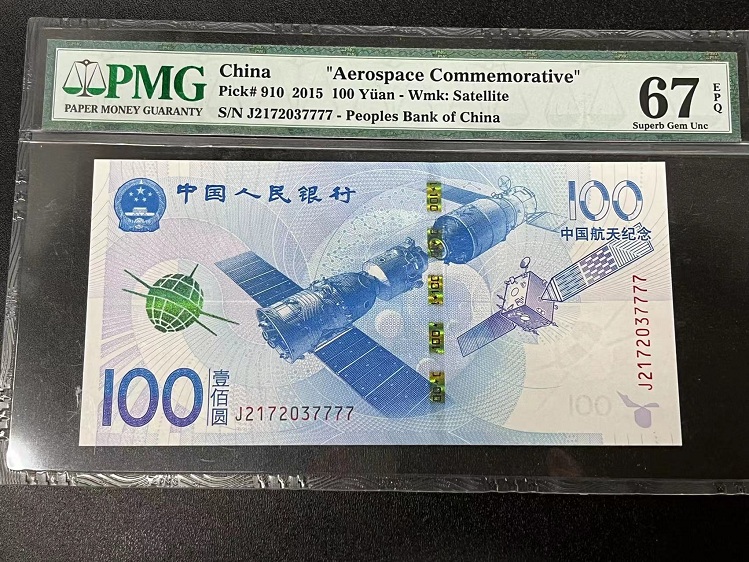 PMG
PAPER MONEY GUARANTY
China "Aerospace Commemorative"
Pick# 910 2015 100 Yüan - Wmk: Satellite
S/N J2172037777 - Peoples Bank of China
67
EPQ
Superb Gem Unc
中国人民银行
100
中国航天纪念
J2172037777
100
壹佰圆
J2172037777
100